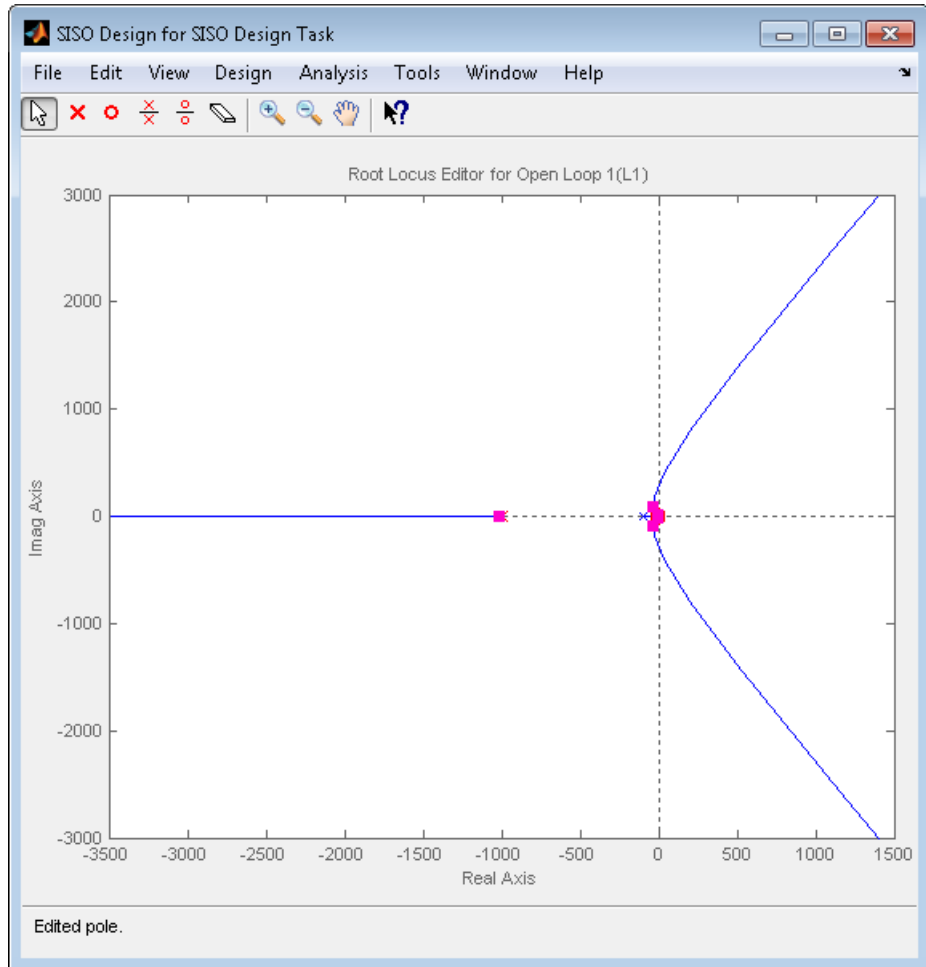 SISO Design for SISO Design Task
File Edit View Design Analysis Tools Window Help
Root Locus Editor for Open Loop 1(L1)
3000
2000
1000
0
-1000
-2000
-3000
Imag Axis
-3500 -3000 -2500 -2000 -1500 -1000 -500 0 500 1000 1500
Real Axis
Edited pole.